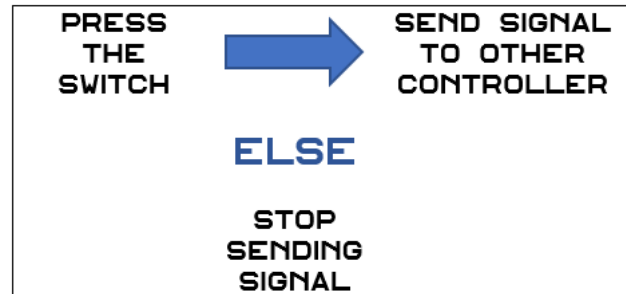 PRESS
THE
SWITCH
SEND SIGNAL
TO OTHER
CONTROLLER
ELSE
STOP
SENDING
SIGNAL